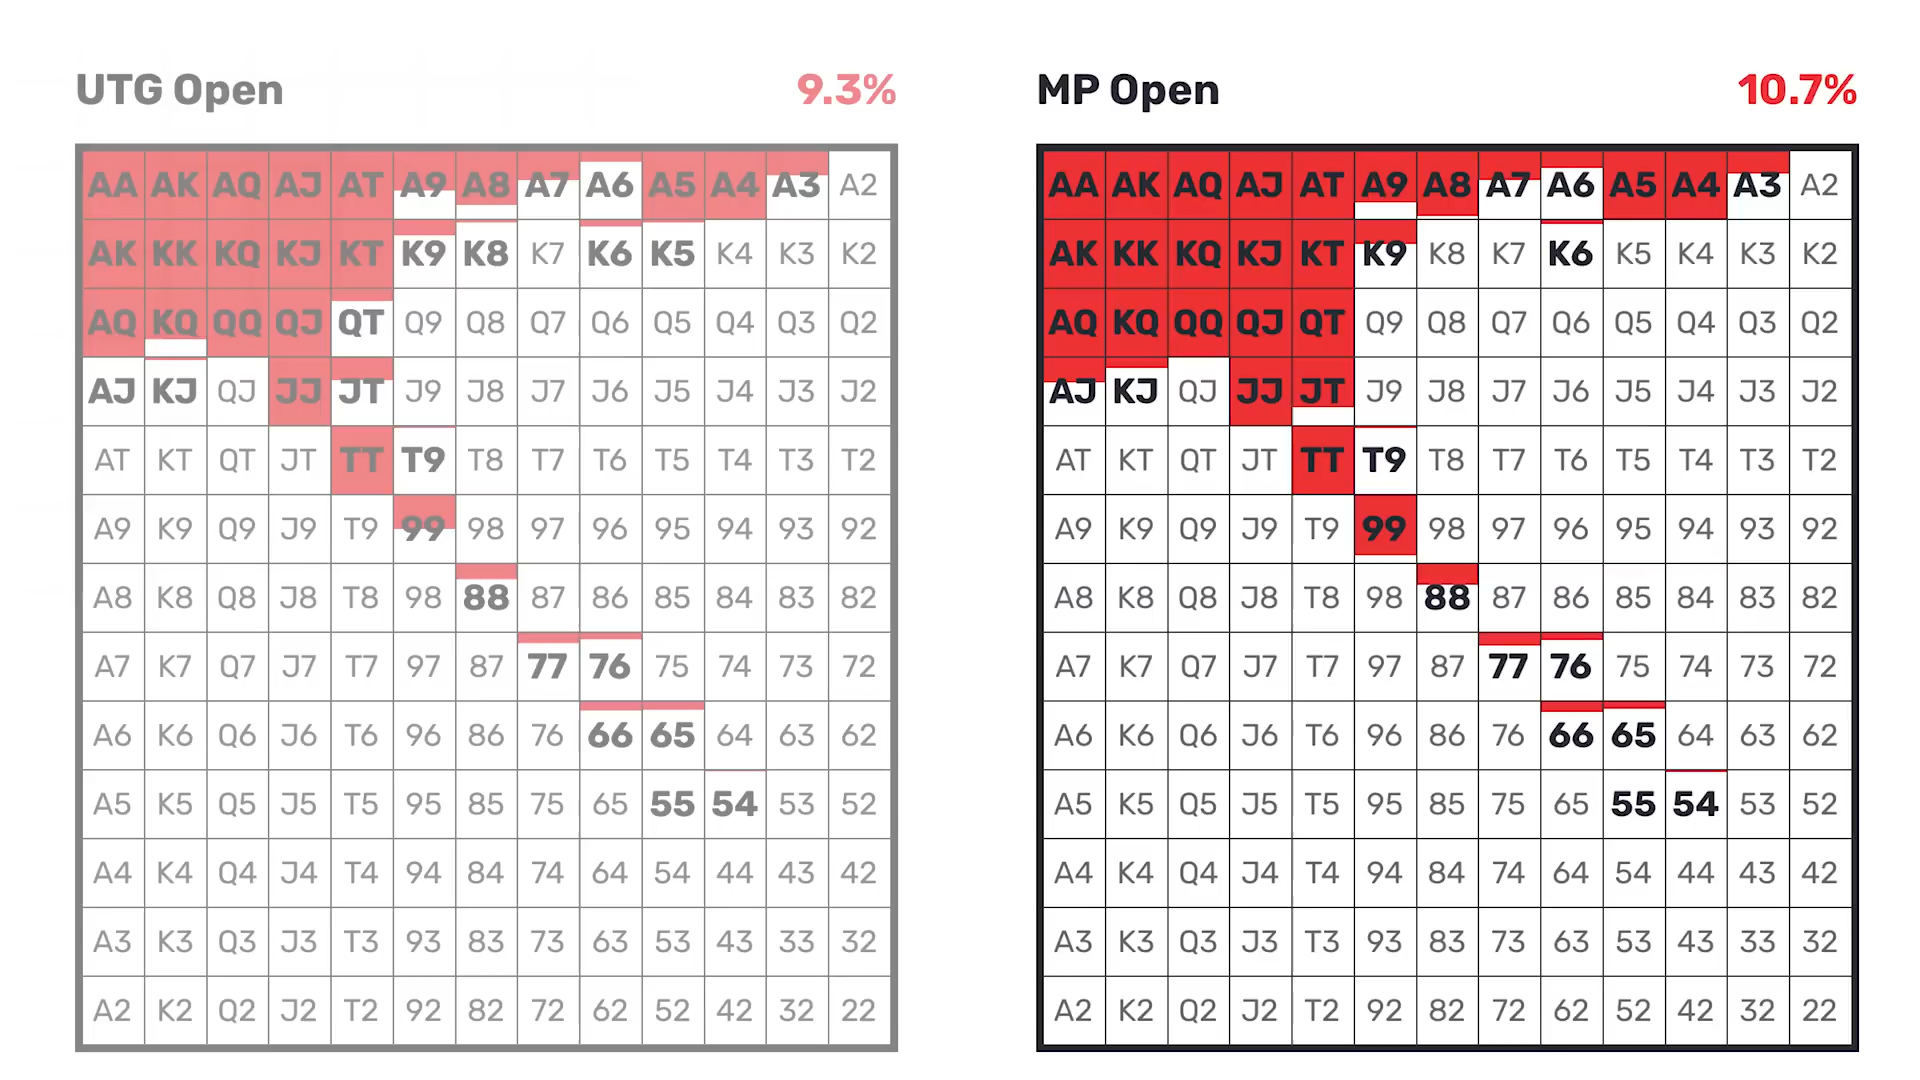 UTG Open 9.3%
AA AK AQ AJ AT A9 A8 A7 A6 A5 A4 A3 A2
AK KK KQ KJ KT K9 K8 K7 K6 K5 K4 K3 K2
AQ KQ QQ QJ QT Q9 Q8 Q7 Q6 Q5 Q4 Q3 Q2
AJ KJ QJ JJ JT J9 J8 J7 J6 J5 J4 J3 J2
AT KT QT JT TT T9 T8 T7 T6 T5 T4 T3 T2
A9 K9 Q9 J9 T9 99 98 97 96 95 94 93 92
A8 K8 Q8 J8 T8 98 88 87 86 85 84 83 82
A7 K7 Q7 J7 T7 97 87 77 76 75 74 73 72
A6 K6 Q6 J6 T6 96 86 76 66 65 64 63 62
A5 K5 Q5 J5 T5 95 85 75 65 55 54 53 52
A4 K4 Q4 J4 T4 94 84 74 64 54 44 43 42
A3 K3 Q3 J3 T3 93 83 73 63 53 43 33 32
A2 K2 Q2 J2 T2 92 82 72 62 52 42 32 22
MP Open 10.7%
AA AK AQ AJ AT A9 A8 A7 A6 A5 A4 A3 A2
AK KK KQ KJ KT K9 K8 K7 K6 K5 K4 K3 K2
AQ KQ QQ QJ QT Q9 Q8 Q7 Q6 Q5 Q4 Q3 Q2
AJ KJ QJ JJ JT J9 J8 J7 J6 J5 J4 J3 J2
AT KT QT JT TT T9 T8 T7 T6 T5 T4 T3 T2
A9 K9 Q9 J9 T9 99 98 97 96 95 94 93 92
A8 K8 Q8 J8 T8 98 88 87 86 85 84 83 82
A7 K7 Q7 J7 T7 97 87 77 76 75 74 73 72
A6 K6 Q6 J6 T6 96 86 76 66 65 64 63 62
A5 K5 Q5 J5 T5 95 85 75 65 55 54 53 52
A4 K4 Q4 J4 T4 94 84 74 64 54 44 43 42
A3 K3 Q3 J3 T3 93 83 73 63 53 43 33 32
A2 K2 Q2 J2 T2 92 82 72 62 52 42 32 22